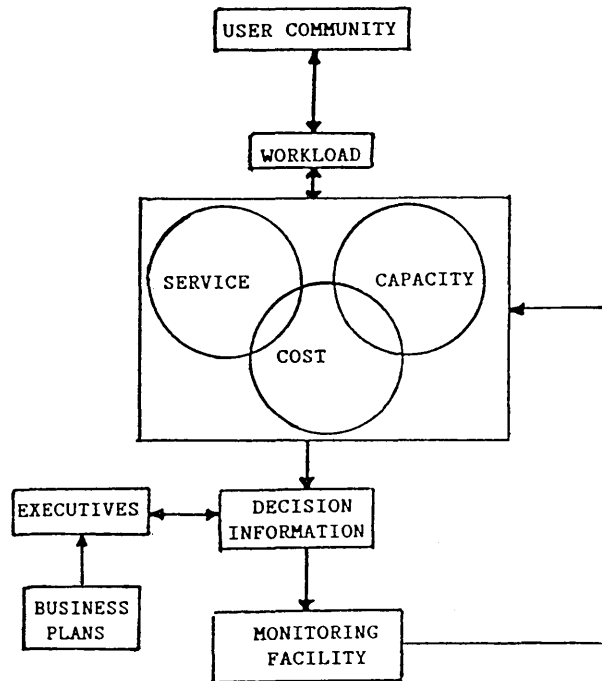 USER COMMUNITY
WORKLOAD
SERVICE
CAPACITY
COST
EXECUTIVES
DECISION
INFORMATION
BUSINESS
PLANS
MONITORING
FACILITY